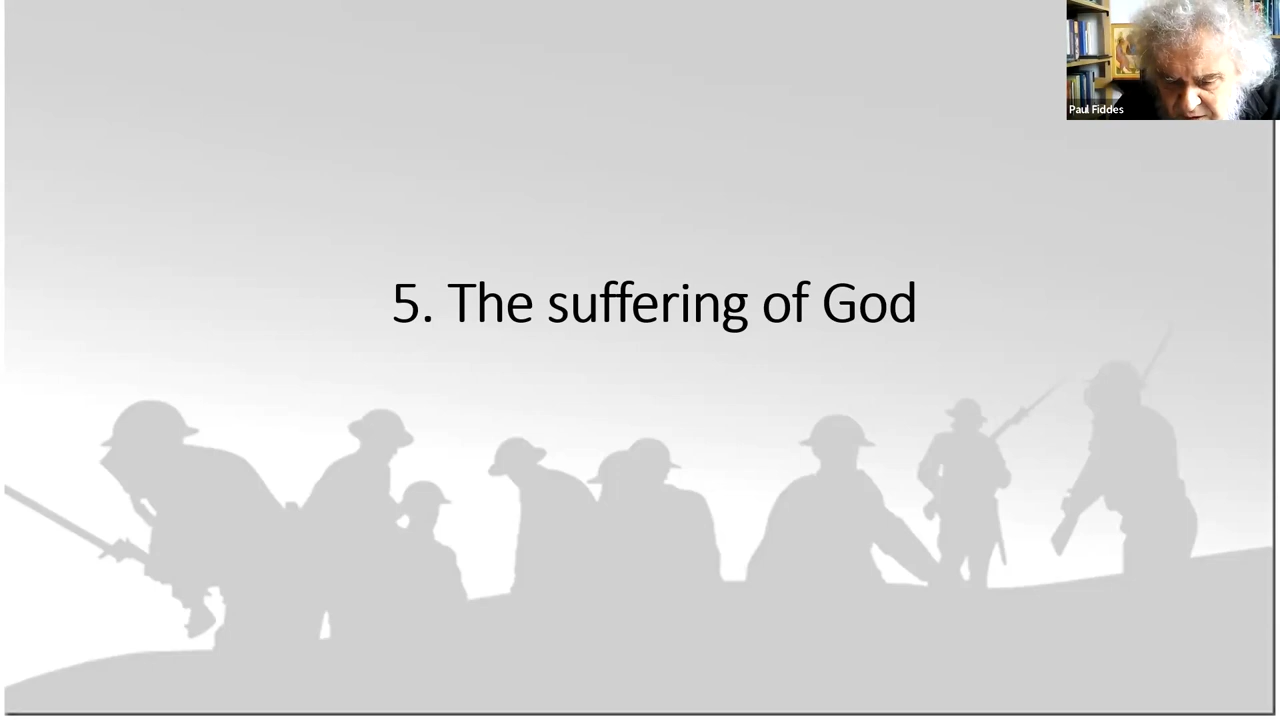 Paul Fiddes
5. The suffering of God